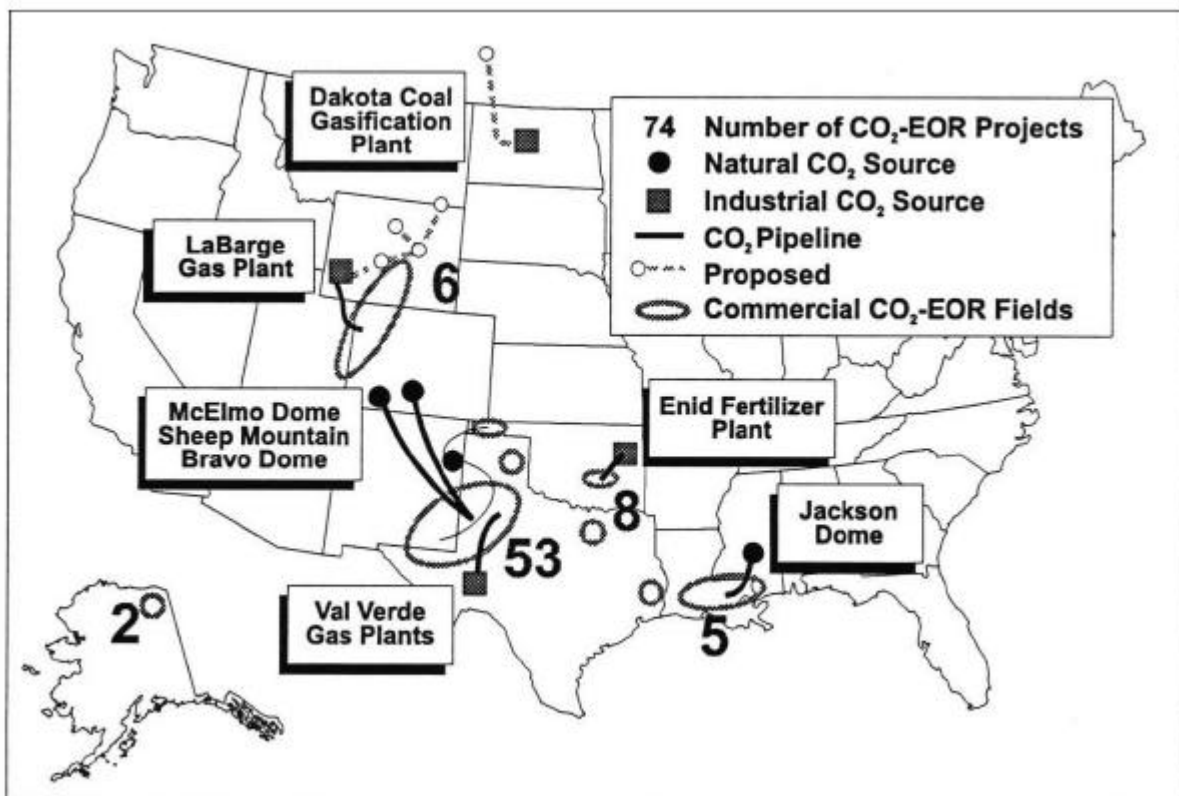 Dakota Coal
Gasification
Plant
74 Number of CO₂-EOR Projects
Natural CO₂ Source
Industrial CO₂ Source
CO₂ Pipeline
Proposed
Commercial CO₂-EOR Fields
LaBarge
Gas Plant
6
McElmo Dome
Sheep Mountain
Bravo Dome
Enid Fertilizer
Plant
8
Jackson
Dome
53
Val Verde
Gas Plants
5
2